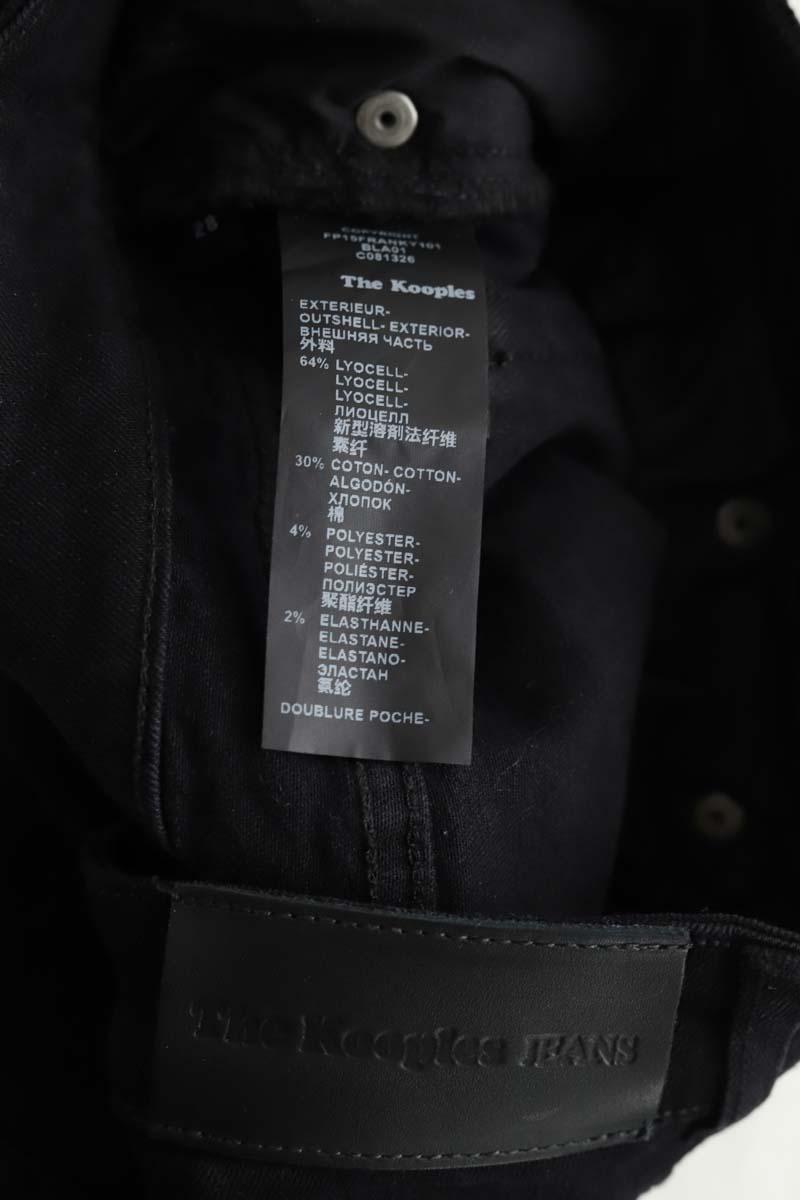 28
COPYRIGHT
FP15FRANKY101
BLA01
C081326
The Kooples
EXTERIEUR-
OUTSHELL- EXTERIOR-
ВНЕШНЯЯ ЧАСТЬ
外料
64% LYOCELL-
LYOCELL-
LYOCELL-
ЛИОЦЕЛЛ
新型溶剤法纤维
素纤
30% COTON- COTTON-
ALGODÓN-
ХЛОПОК
棉
4% POLYESTER-
POLYESTER-
POLIÉSTER-
ПОЛИЭСТЕР
聚酯纤维
2% ELASTHANNE-
ELASTANE-
ELASTANO-
ЭЛАСТАН
氨纶
DOUBLURE POCHE-
The Kooples JEANS